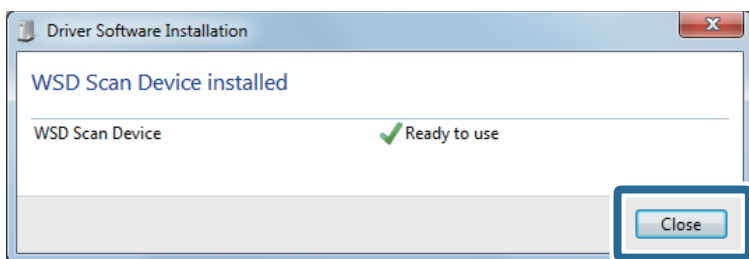 Driver Software Installation
WSD Scan Device installed
WSD Scan Device Ready to use
Close